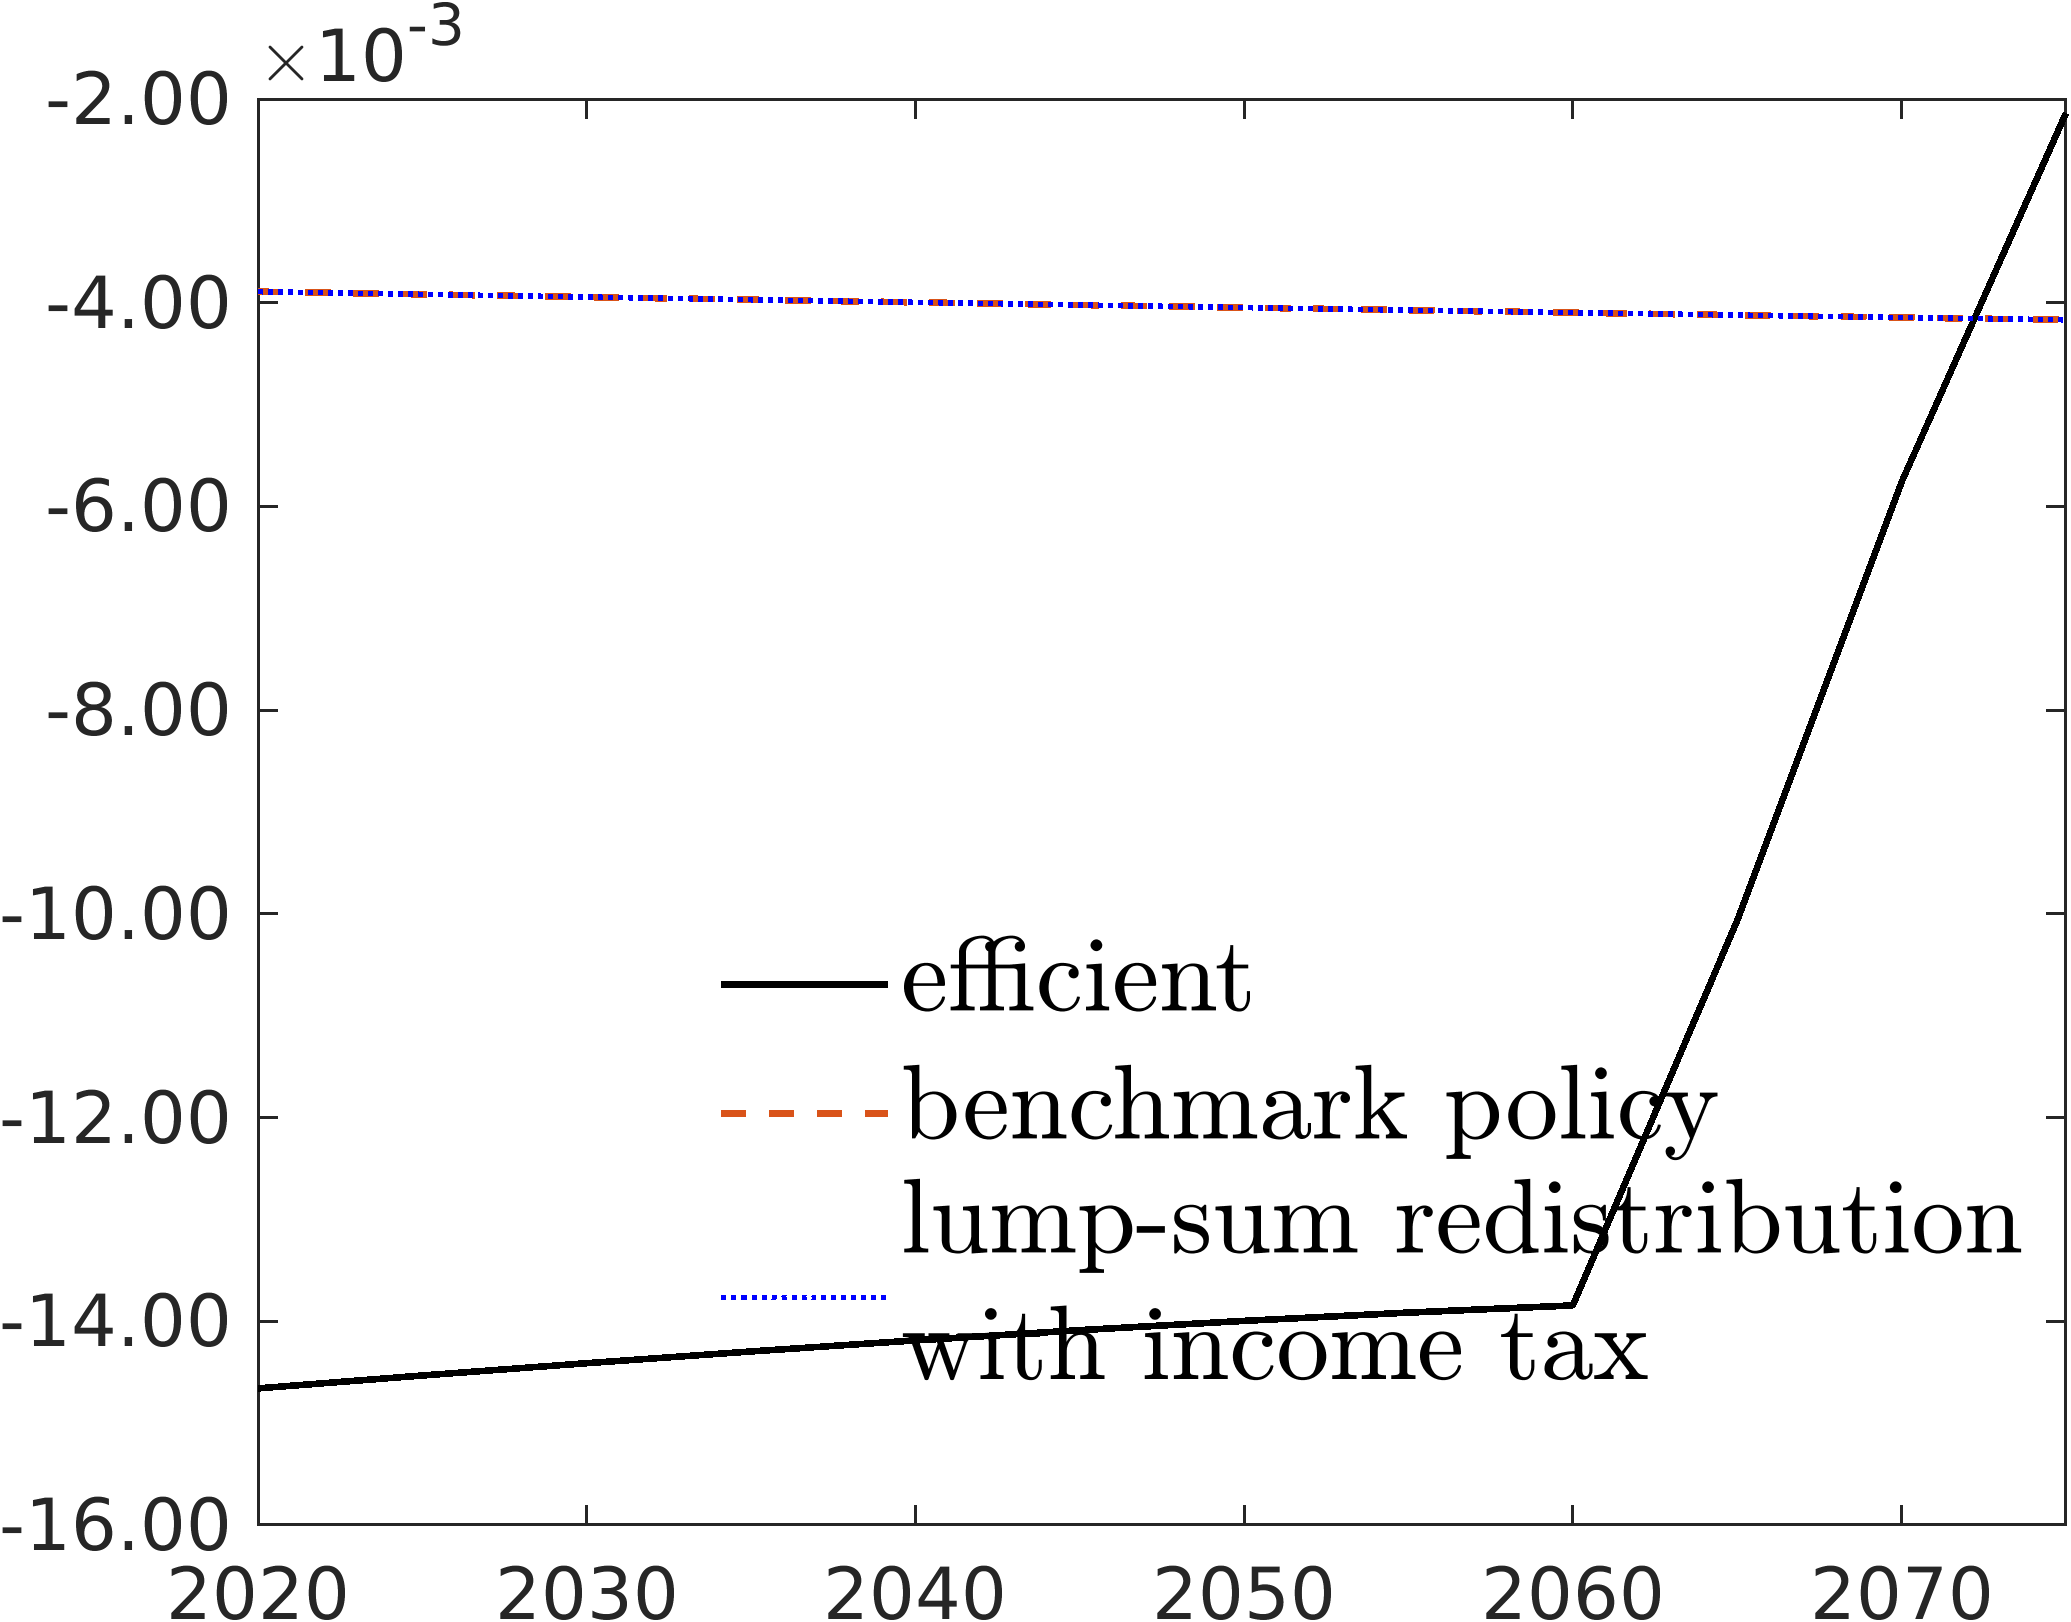 ×10-3
-2.00
-4.00
-6.00
-8.00
-10.00
-12.00
-14.00
-16.00
efficient
benchmark policy
lump-sum redistribution
with income tax
2020 2030 2040 2050 2060 2070